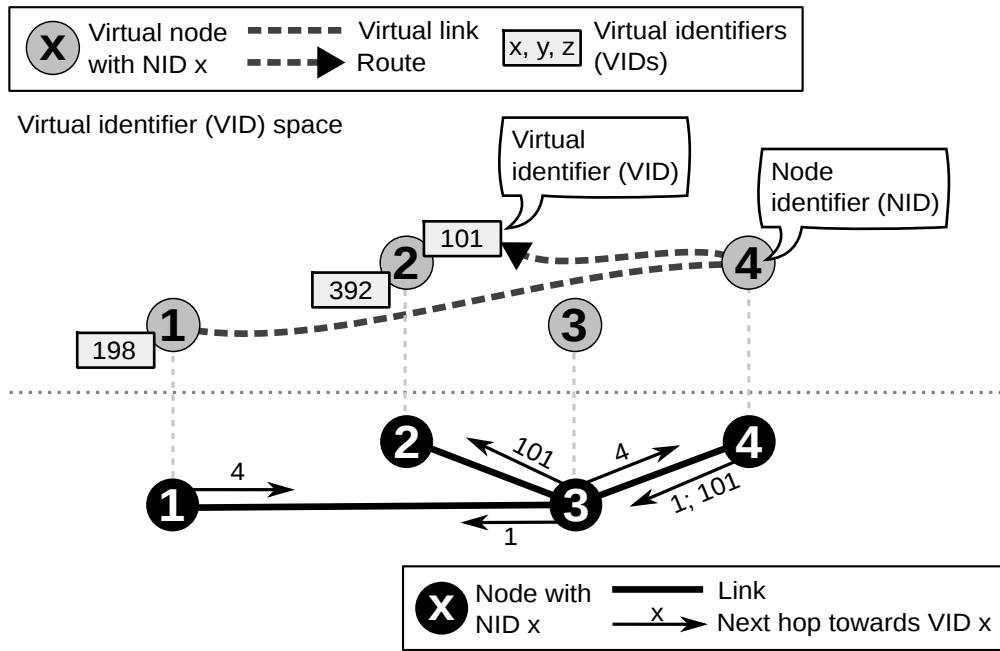 X
Virtual node
with NID x
Virtual link
Route
x, y, z
Virtual identifiers
(VIDs)
Virtual identifier (VID) space
Virtual
identifier (VID)
Node
identifier (NID)
101
2
4
392
1
3
198
2
4
101
4
4
1; 101
1
3
1
X
Node with
NID x
Link
x
Next hop towards VID x